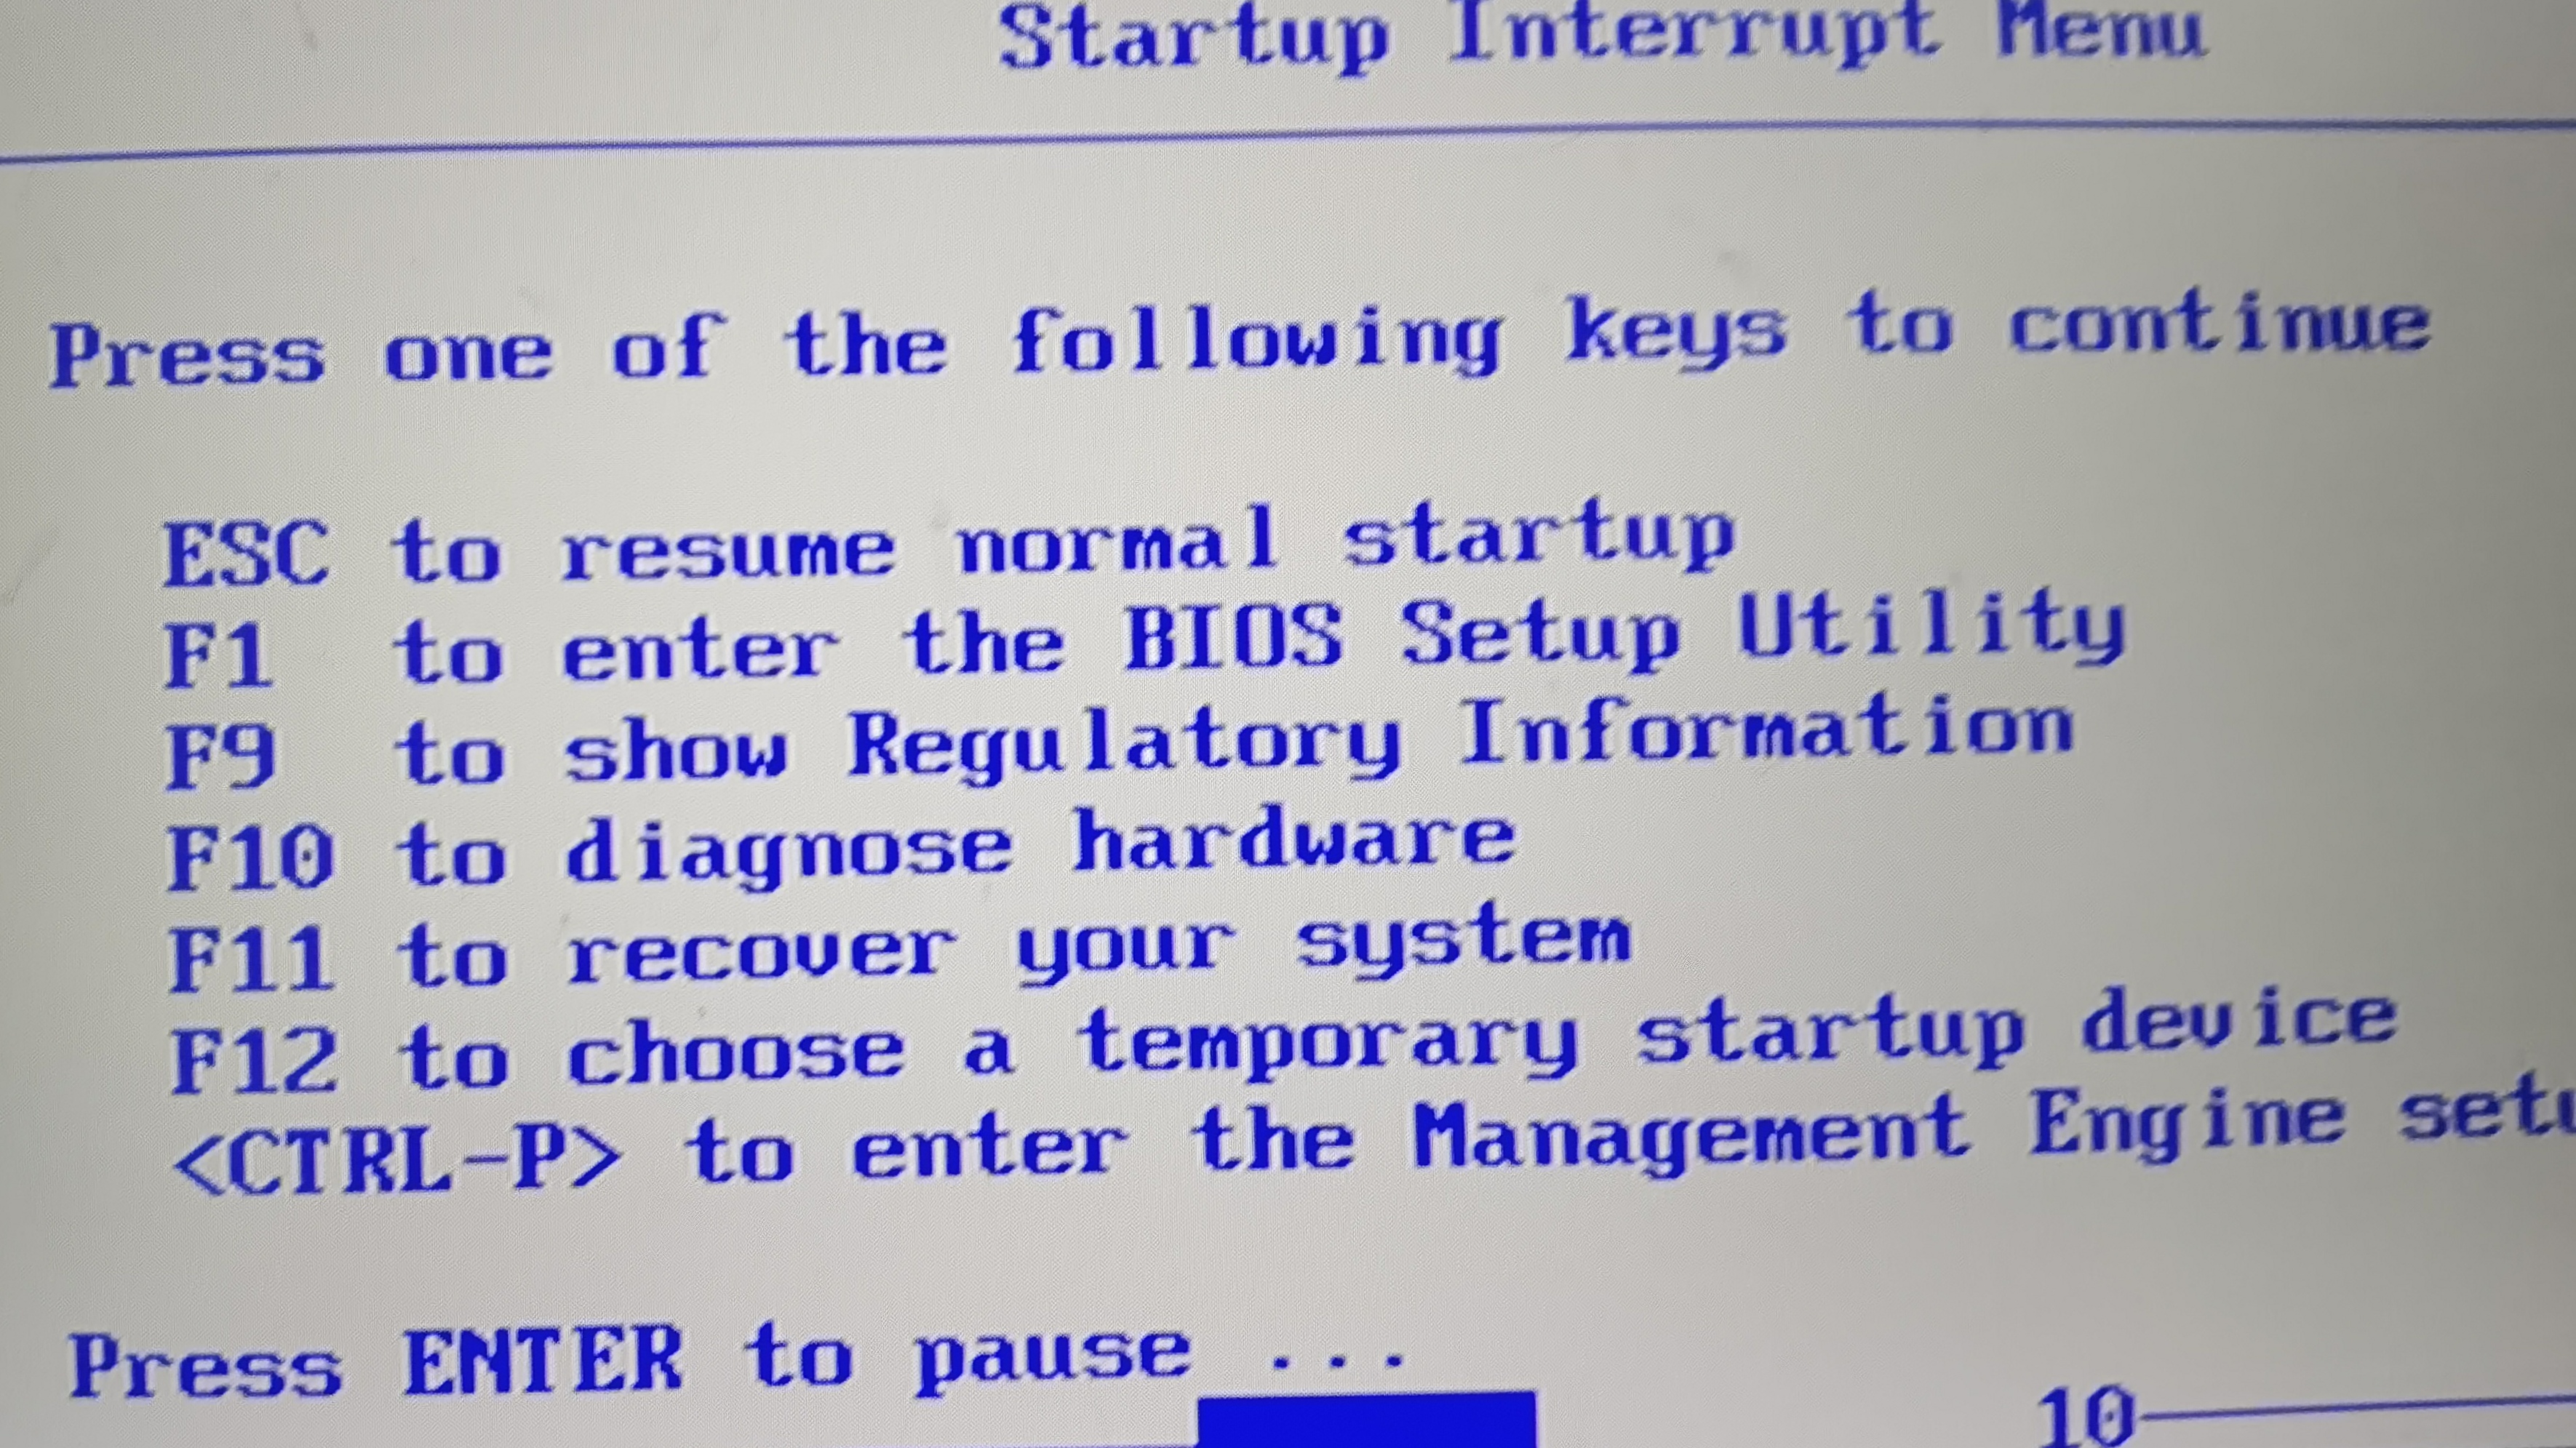 Startup Interrupt Menu
Press one of the following keys to continue
ESC to resume normal startup
F1 to enter the BIOS Setup Utility
F9 to show Regulatory Information
F10 to diagnose hardware
F11 to recover your system
F12 to choose a temporary startup device
<CTRL-P> to enter the Management Engine
Press ENTER to pause ...
10